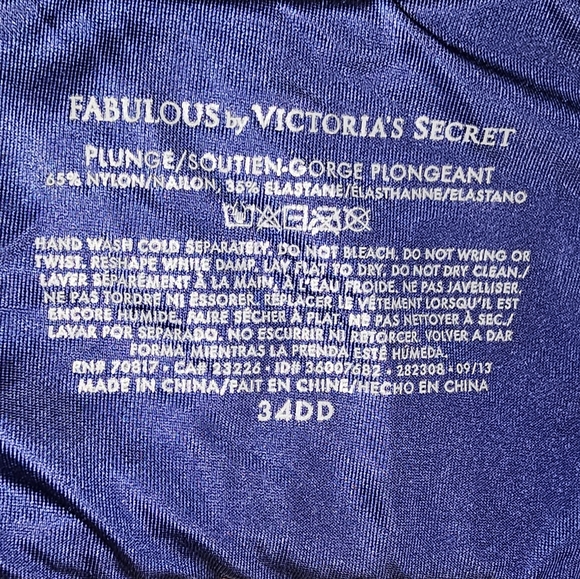 FABULOUS by VICTORIA'S SECRET
PLUNGE/SOUTIEN-GORGE PLONGEANT
65% NYLON/NAILON, 35% ELASTANE/ÉLASTHANNE/ELASTANO
HAND WASH COLD SEPARATELY. DO NOT BLEACH. DO NOT WRING OR
TWIST. RESHAPE WHILE DAMP. LAY FLAT TO DRY. DO NOT DRY CLEAN./
LAVER SÉPARÉMENT À LA MAIN, À L'EAU FROIDE. NE PAS JAVELLISER.
NE PAS TORDRE NI ESSORER. REPLACER LE VÊTEMENT LORSQU'IL EST
ENCORE HUMIDE. FAIRE SÉCHER À PLAT. NE PAS NETTOYER À SEC./
LAVAR POR SEPARADO. NO ESCURRIR NI RETORCER. VOLVER A DAR
FORMA MIENTRAS LA PRENDA ESTÉ HÚMEDA.
RN# 70817 • CA# 23226 • ID# 36007682 • 282308 • 09/13
MADE IN CHINA/FAIT EN CHINE/HECHO EN CHINA
34DD